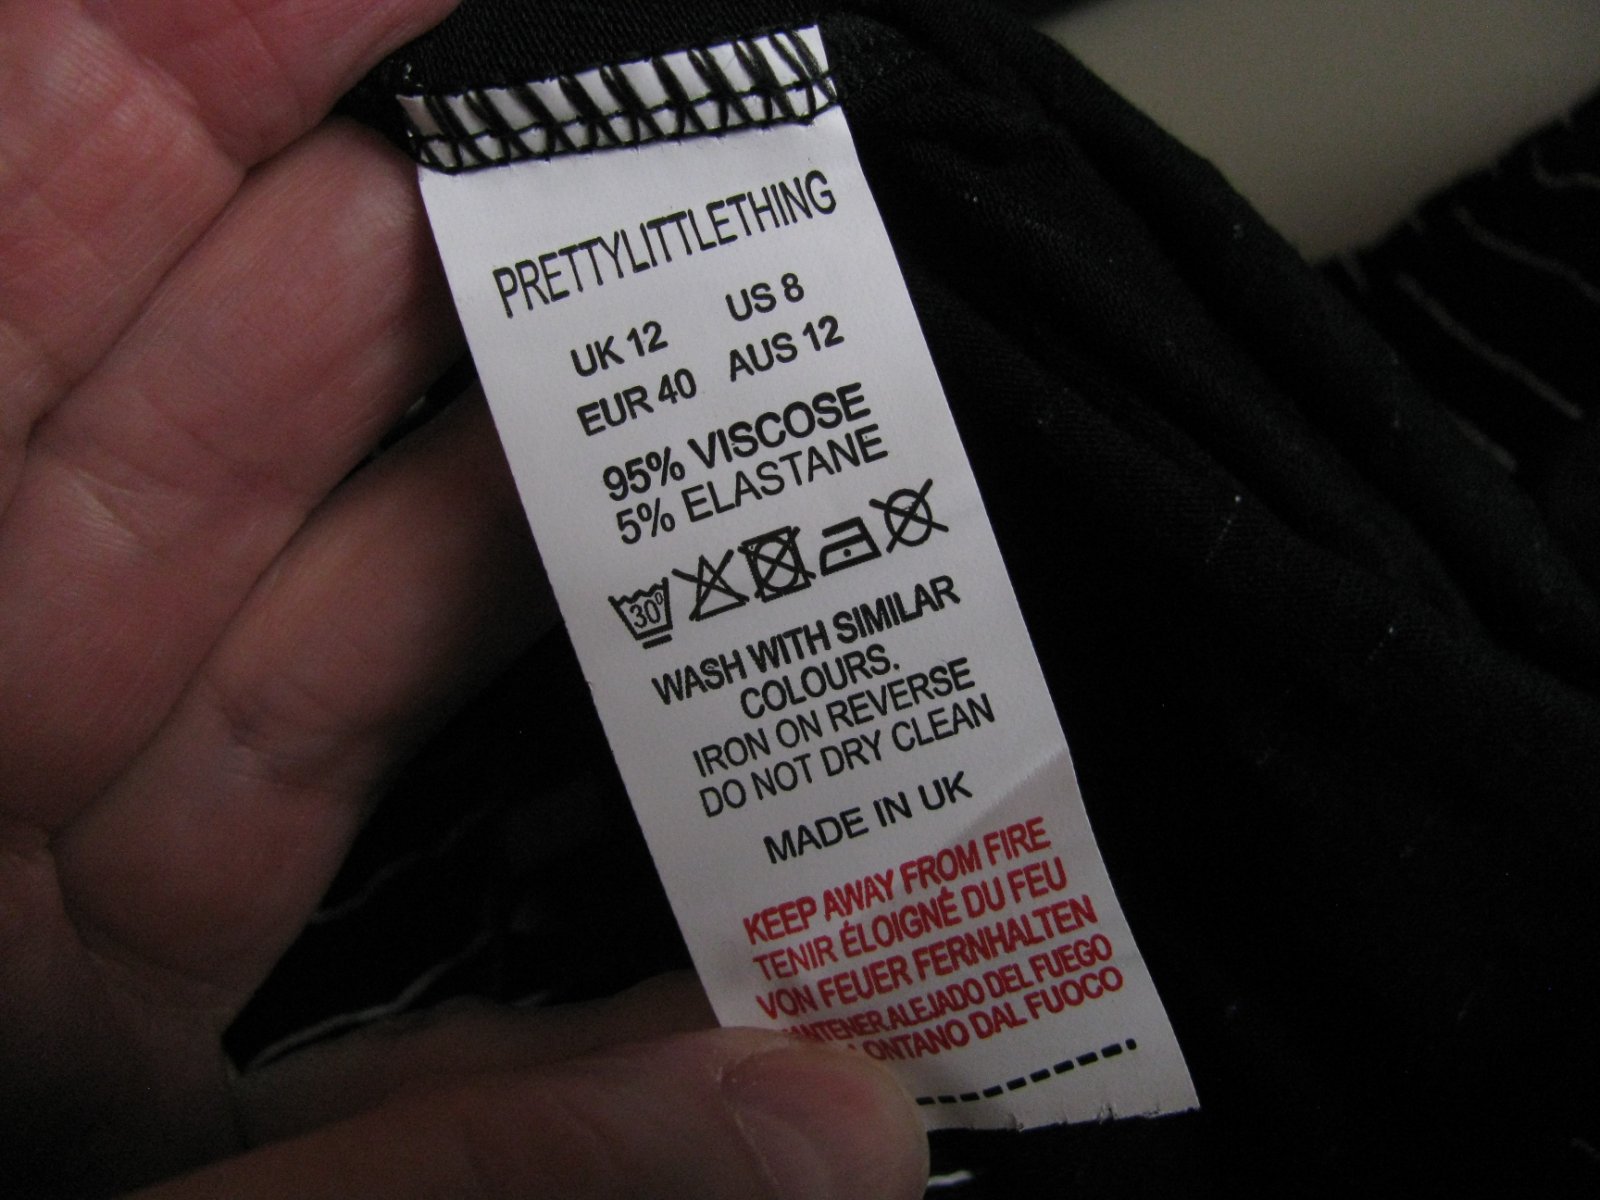 PRETTYLITTLETHING
UK 12 US 8
EUR 40 AUS 12
95% VISCOSE
5% ELASTANE
30°
WASH WITH SIMILAR
COLOURS.
IRON ON REVERSE
DO NOT DRY CLEAN
MADE IN UK
KEEP AWAY FROM FIRE
TENIR ÉLOIGNÉ DU FEU
VON FEUER FERNHALTEN
ALEJADO DEL FUEGO
DAL FUOCO